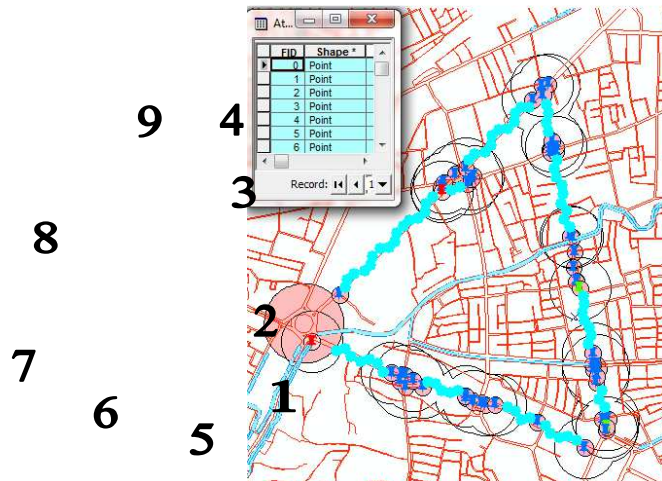 At...
FID Shape *
0 Point
1 Point
2 Point
3 Point
4 Point
5 Point
6 Point
Record: 1
9 4
3
8
2
7
1
6
5